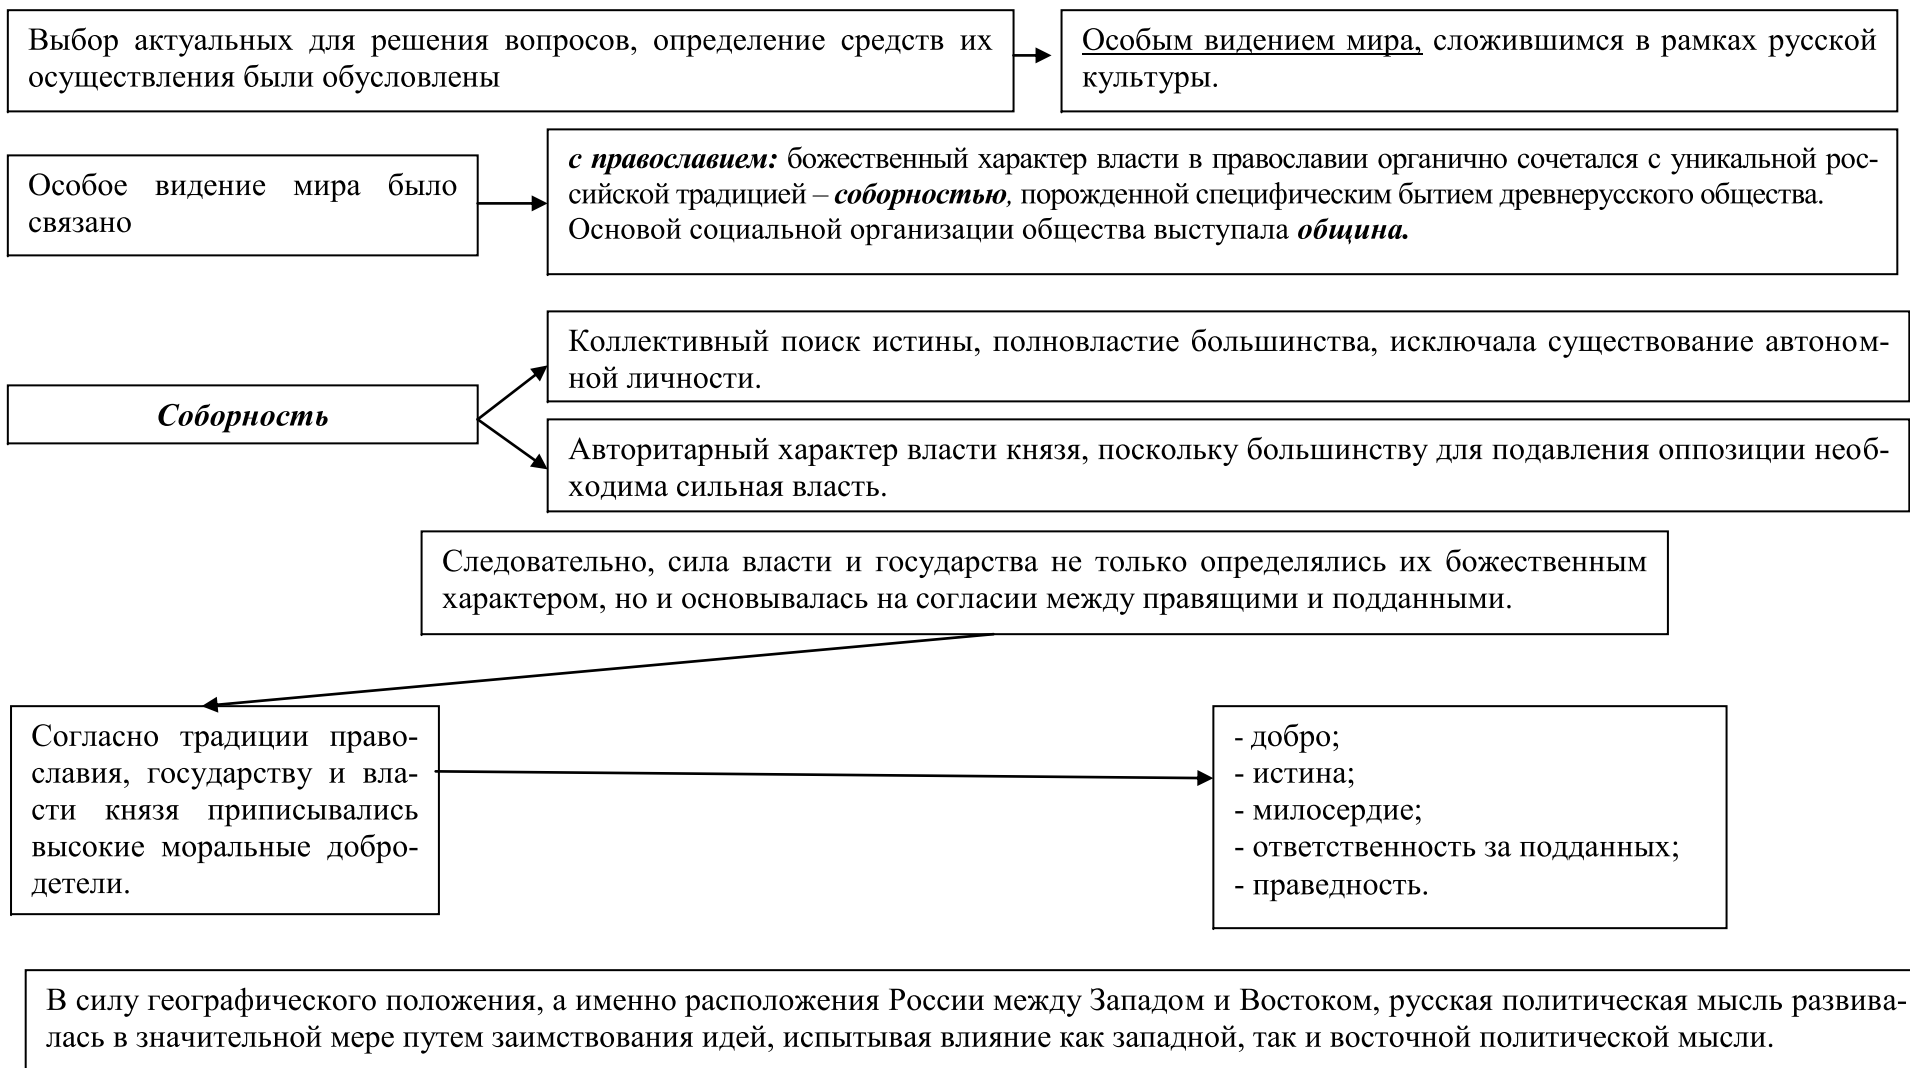 Выбор актуальных для решения вопросов, определение средств их
осуществления были обусловлены
Особым видением мира, сложившимся в рамках русской
культуры.
Особое видение мира было
связано
с православием: божественный характер власти в православии органично сочетался с уникальной рос-
сийской традицией – соборностью, порожденной специфическим бытием древнерусского общества.
Основой социальной организации общества выступала община.
Соборность
Коллективный поиск истины, полновластие большинства, исключала существование автоном-
ной личности.
Авторитарный характер власти князя, поскольку большинству для подавления оппозиции необ-
ходима сильная власть.
Следовательно, сила власти и государства не только определялись их божественным
характером, но и основывалась на согласии между правящими и подданными.
Согласно традиции право-
славия, государству и вла-
сти князя приписывались
высокие моральные добро-
детели.
- добро;
- истина;
- милосердие;
- ответственность за подданных;
- праведность.
В силу географического положения, а именно расположения России между Западом и Востоком, русская политическая мысль развива-
лась в значительной мере путем заимствования идей, испытывая влияние как западной, так и восточной политической мысли.